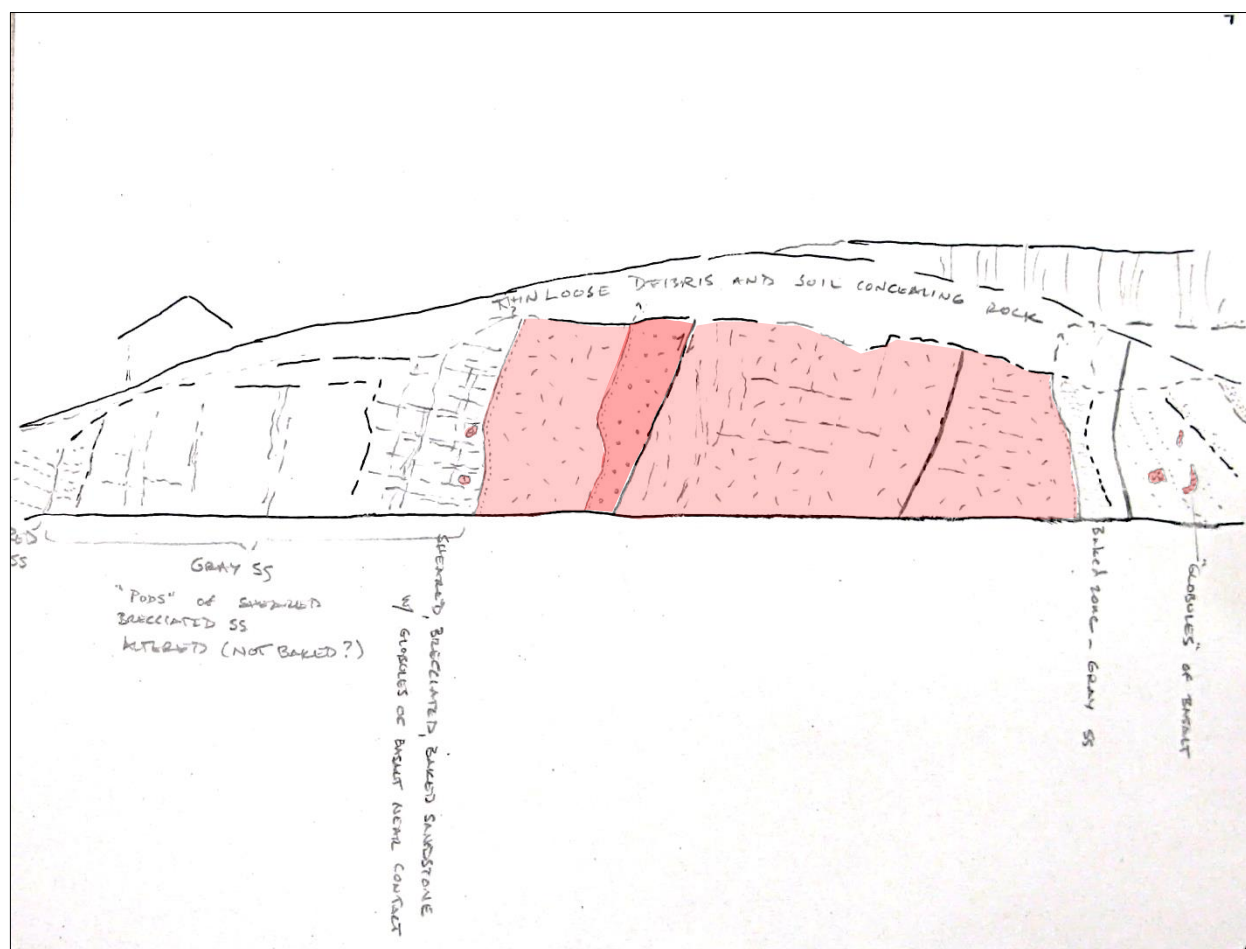 7
THIN LOOSE DEBRIS AND SOIL CONCEALING ROCK
SS
GRAY SS
"PODS" OF SHEARED
BRECCIATED SS
ALTERED (NOT BAKED?)
SHEARED, BRECCIATED, BAKED SANDSTONE
W/ GLOBULES OF BASALT NEAR CONTACT
Baked zone - GRAY SS
"GLOBULES" OF BASALT